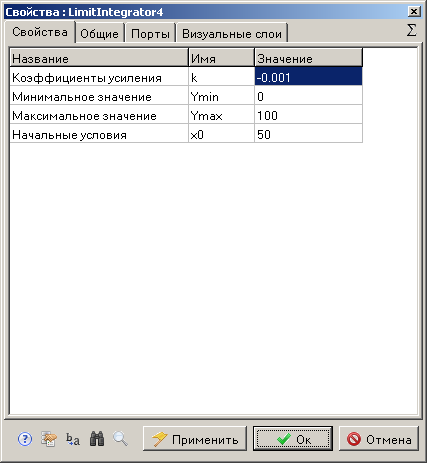 Свойства : LimitIntegrator4
Свойства Общие Порты Визуальные слои Σ
Название Имя Значение
Коэффициенты усиления k -0.001
Минимальное значение Ymin 0
Максимальное значение Ymax 100
Начальные условия x0 50
? b,a Применить Ок Отмена